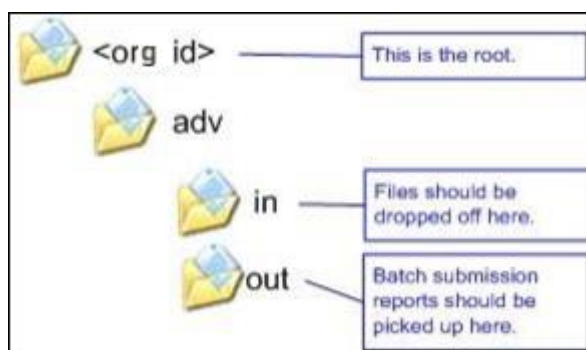 <org id>
This is the root.
adv
in
Files should be
dropped off here.
out
Batch submission
reports should be
picked up here.